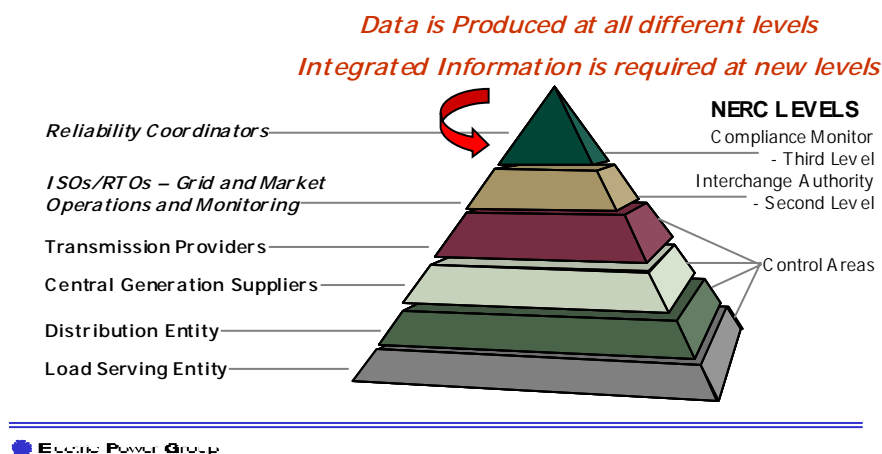 Data is Produced at all different levels
Integrated Information is required at new levels
NERC LEVELS
Reliability Coordinators
Compliance Monitor
- Third Level
ISOs/RTOs – Grid and Market
Operations and Monitoring
Interchange Authority
- Second Level
Transmission Providers
Control Areas
Central Generation Suppliers
Distribution Entity
Load Serving Entity
Power Group